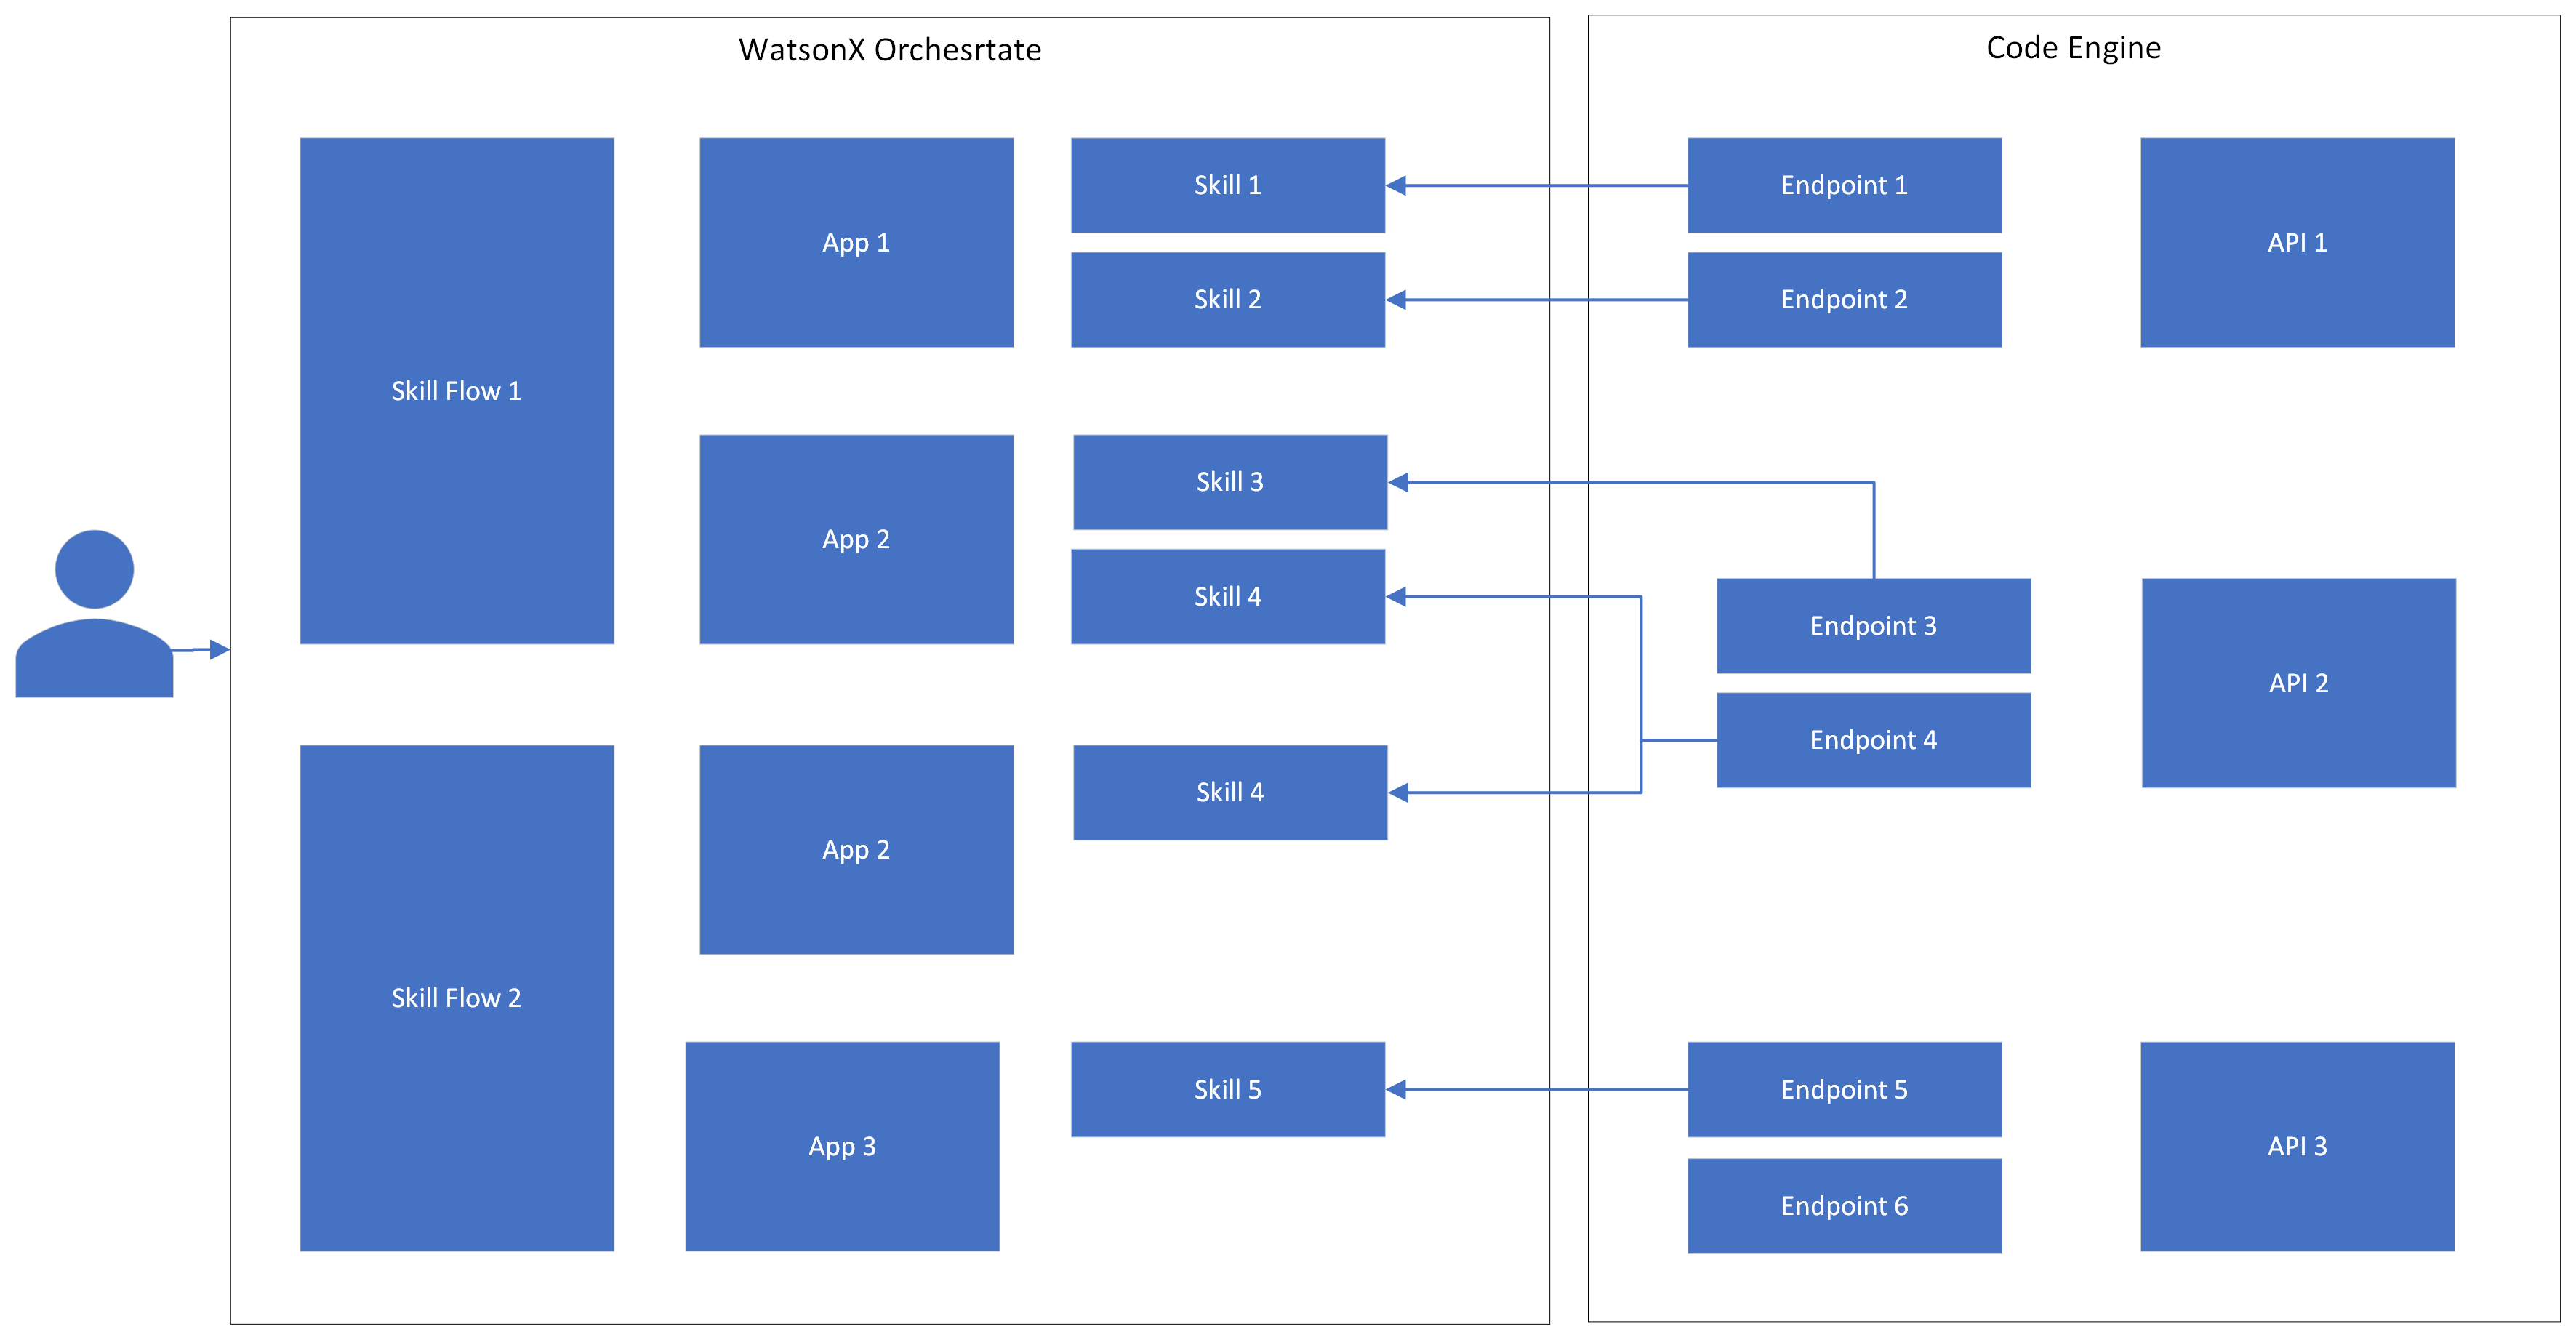 WatsonX Orchesrtate
Skill Flow 1
App 1
Skill 1
Skill 2
App 2
Skill 3
Skill 4
Skill Flow 2
App 2
Skill 4
App 3
Skill 5
Code Engine
Endpoint 1
Endpoint 2
API 1
Endpoint 3
Endpoint 4
API 2
Endpoint 5
Endpoint 6
API 3